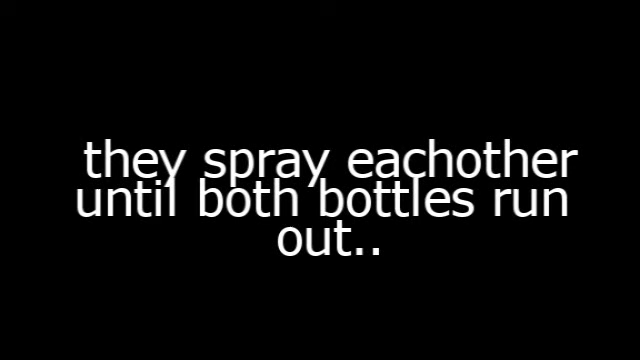 they spray eachother
until both bottles run
out..